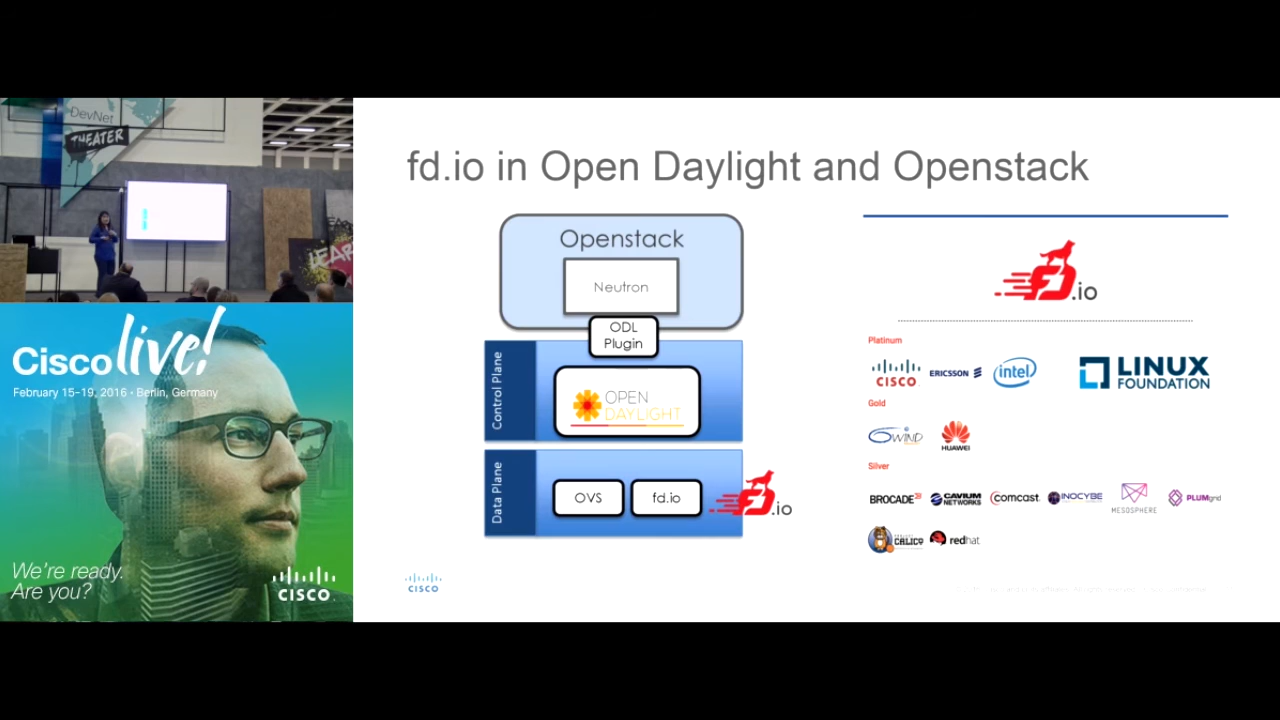 DevNet
THEATER
Cisco live!
February 15-19, 2016 • Berlin, Germany
We're ready.
Are you?
CISCO
fd.io in Open Daylight and Openstack
Openstack
Neutron
ODL
Plugin
Control Plane
OPEN
DAYLIGHT
Data Plane
OVS
fd.io
FD.io
CISCO
FD.io
Platinum
CISCO
ERICSSON
intel
LINUX
FOUNDATION
Gold
6WIND
HUAWEI
Silver
BROCADE
CAVIUM
NETWORKS
COMCAST
INOCYBE
MESOSPHERE
PLUMgrid
CALICO
redhat